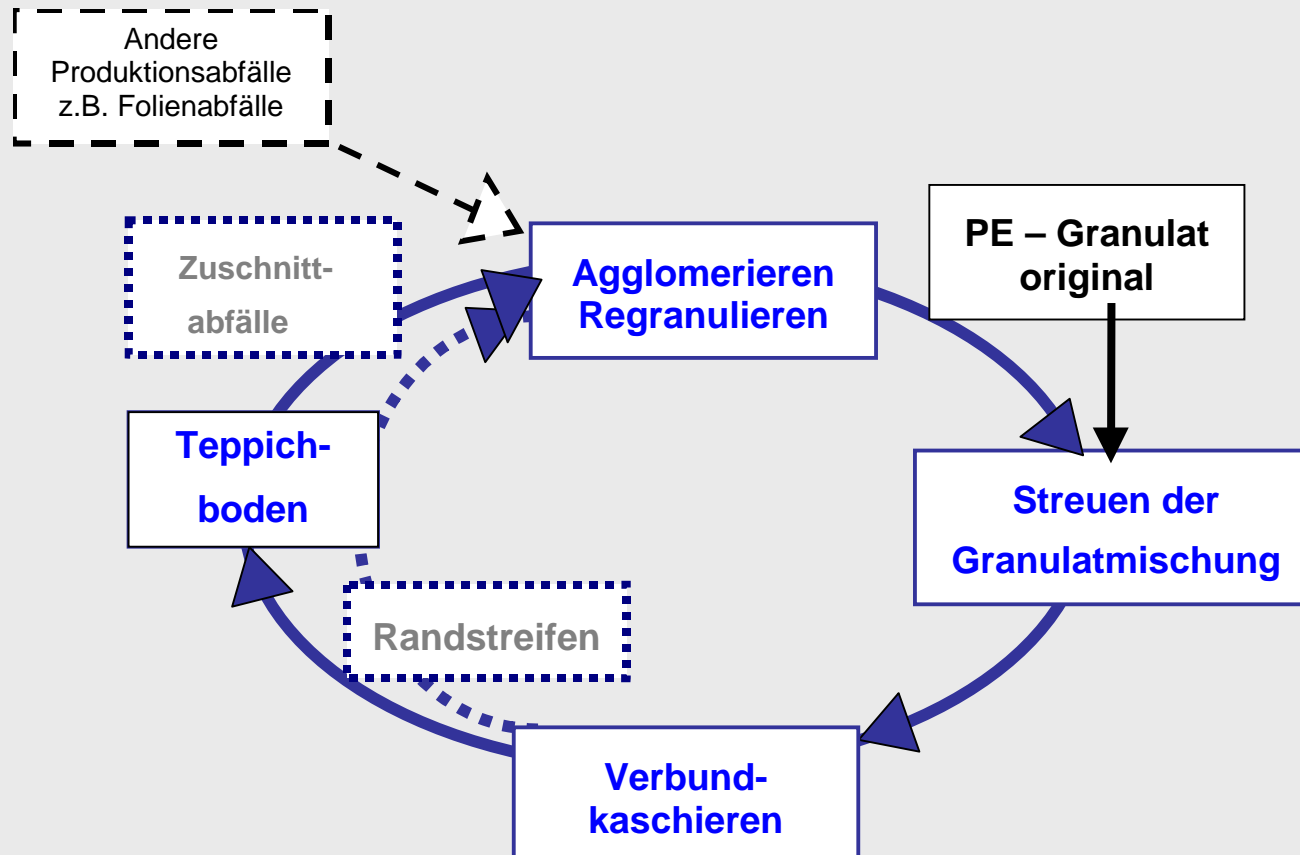 Andere
Produktionsabfälle
z.B. Folienabfälle
PE – Granulat
original
Zuschnitt-
abfälle
Agglomerieren
Regranulieren
Teppich-
boden
Streuen der
Granulatmischung
Randstreifen
Verbund-
kaschieren